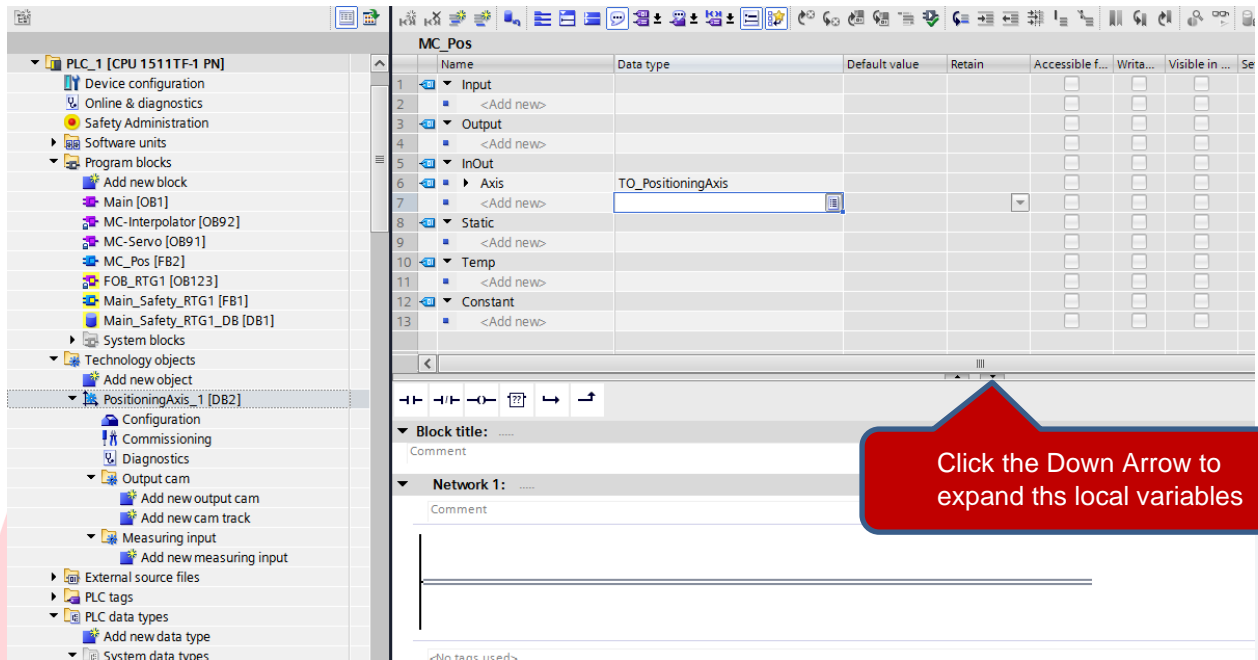 MC_Pos
PLC_1 [CPU 1511TF-1 PN]
Device configuration
Online & diagnostics
Safety Administration
Software units
Program blocks
Add new block
Main [OB1]
MC-Interpolator [OB92]
MC-Servo [OB91]
MC_Pos [FB2]
FOB_RTG1 [OB123]
Main_Safety_RTG1 [FB1]
Main_Safety_RTG1_DB [DB1]
System blocks
Technology objects
Add new object
PositioningAxis_1 [DB2]
Configuration
Commissioning
Diagnostics
Output cam
Add new output cam
Add new cam track
Measuring input
Add new measuring input
External source files
PLC tags
PLC data types
Add new data type
System data types
Name Data type Default value Retain Accessible f... Writa... Visible in ... Se
1 Input
2 <Add new>
3 Output
4 <Add new>
5 InOut
6 Axis TO_PositioningAxis
7 <Add new>
8 Static
9 <Add new>
10 Temp
11 <Add new>
12 Constant
13 <Add new>
??
Block title: .....
Comment
Network 1: .....
Comment
<No tags used>
Click the Down Arrow to
expand ths local variables